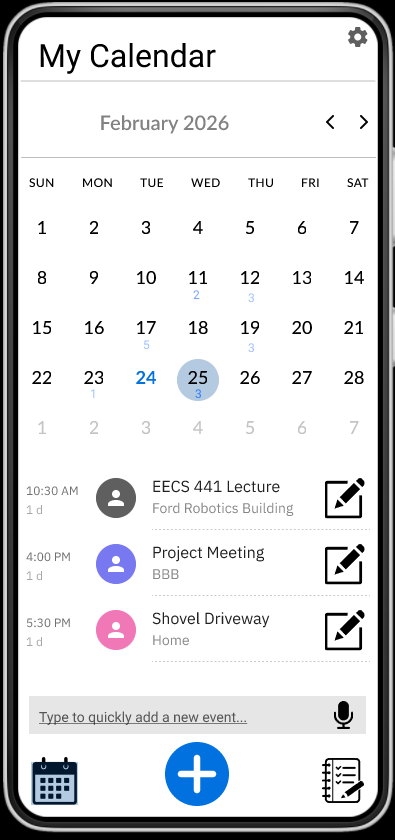 My Calendar
February 2026
SUN MON TUE WED THU FRI SAT
1 2 3 4 5 6 7
8 9 10 11 12 13 14
2 3
15 16 17 18 19 20 21
5 3
22 23 24 25 26 27 28
1 3
1 2 3 4 5 6 7
10:30 AM EECS 441 Lecture
1 d Ford Robotics Building
4:00 PM Project Meeting
1 d BBB
5:30 PM Shovel Driveway
1 d Home
Type to quickly add a new event...